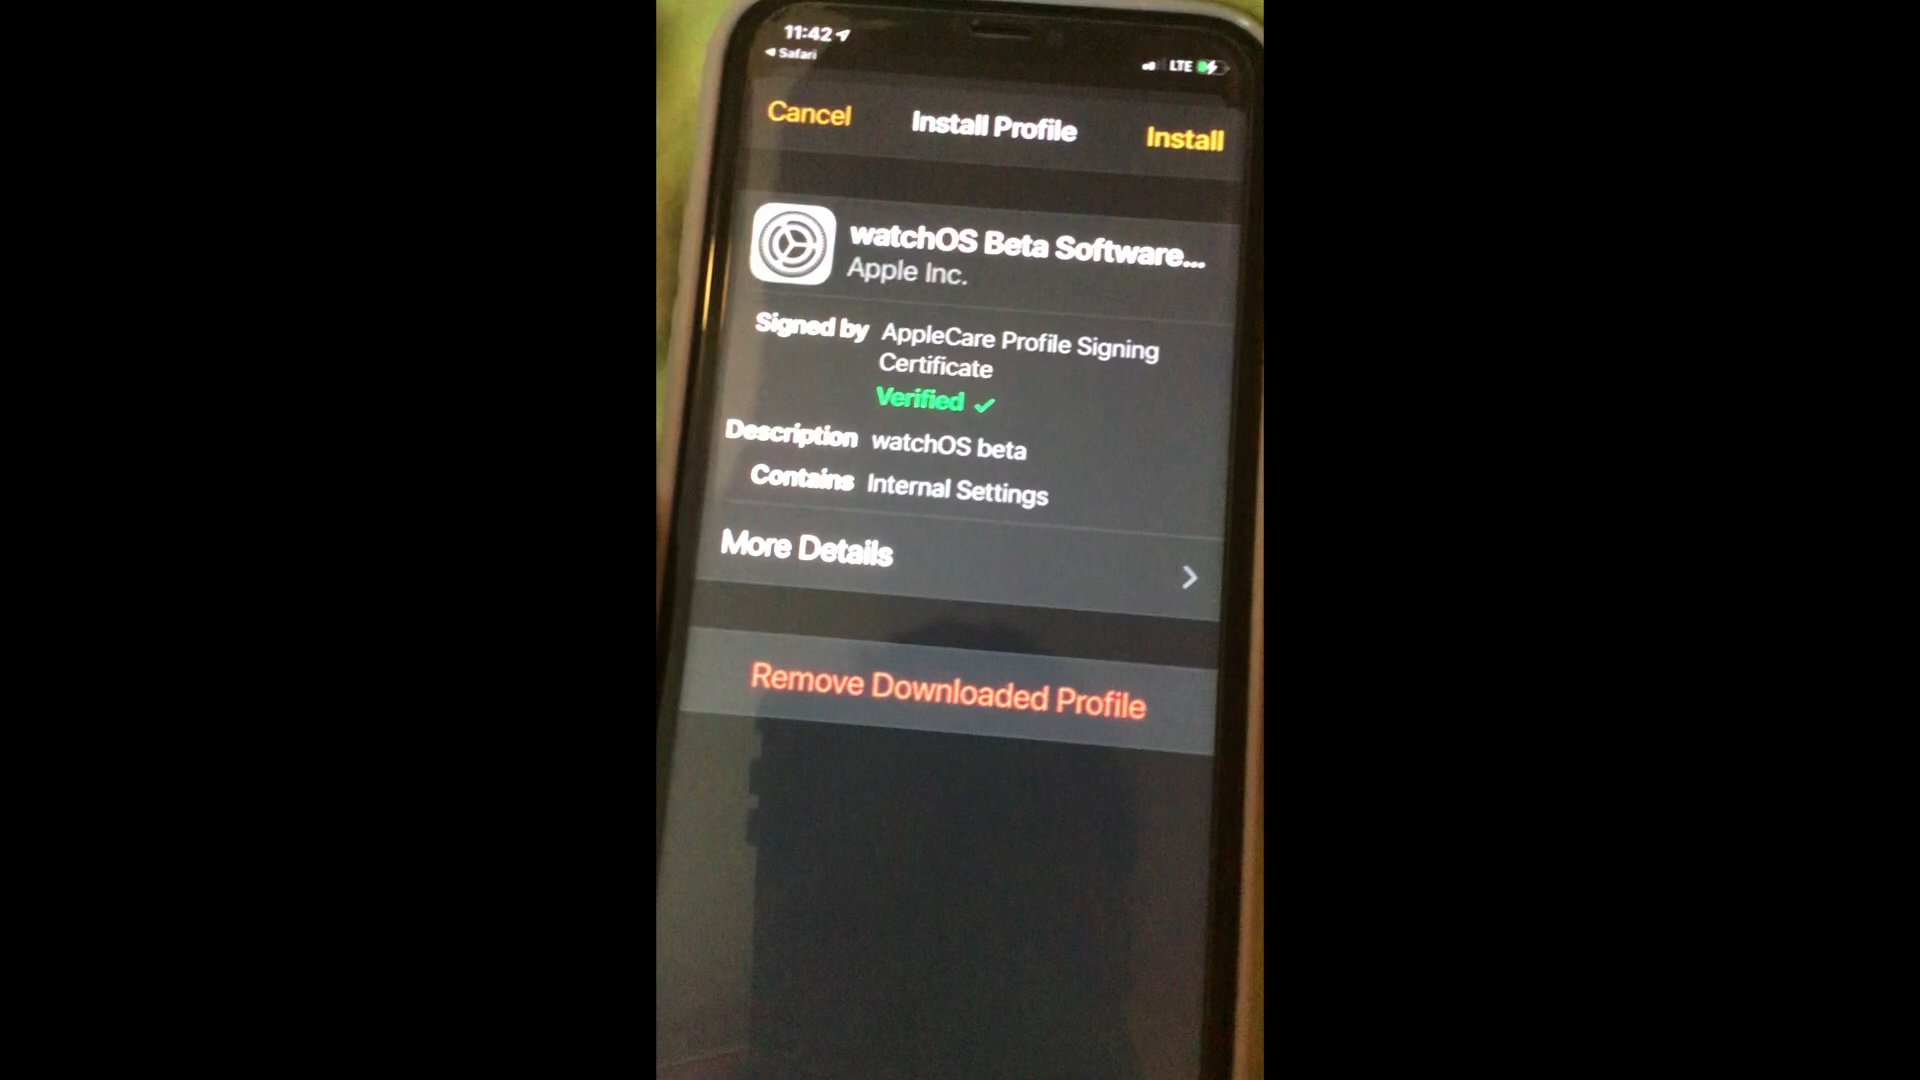 11:42
◀ Safari
LTE
Cancel
Install Profile
Install
watchOS Beta Software...
Apple Inc.
Signed by AppleCare Profile Signing
Certificate
Verified ✓
Description watchOS beta
Contains Internal Settings
More Details
Remove Downloaded Profile